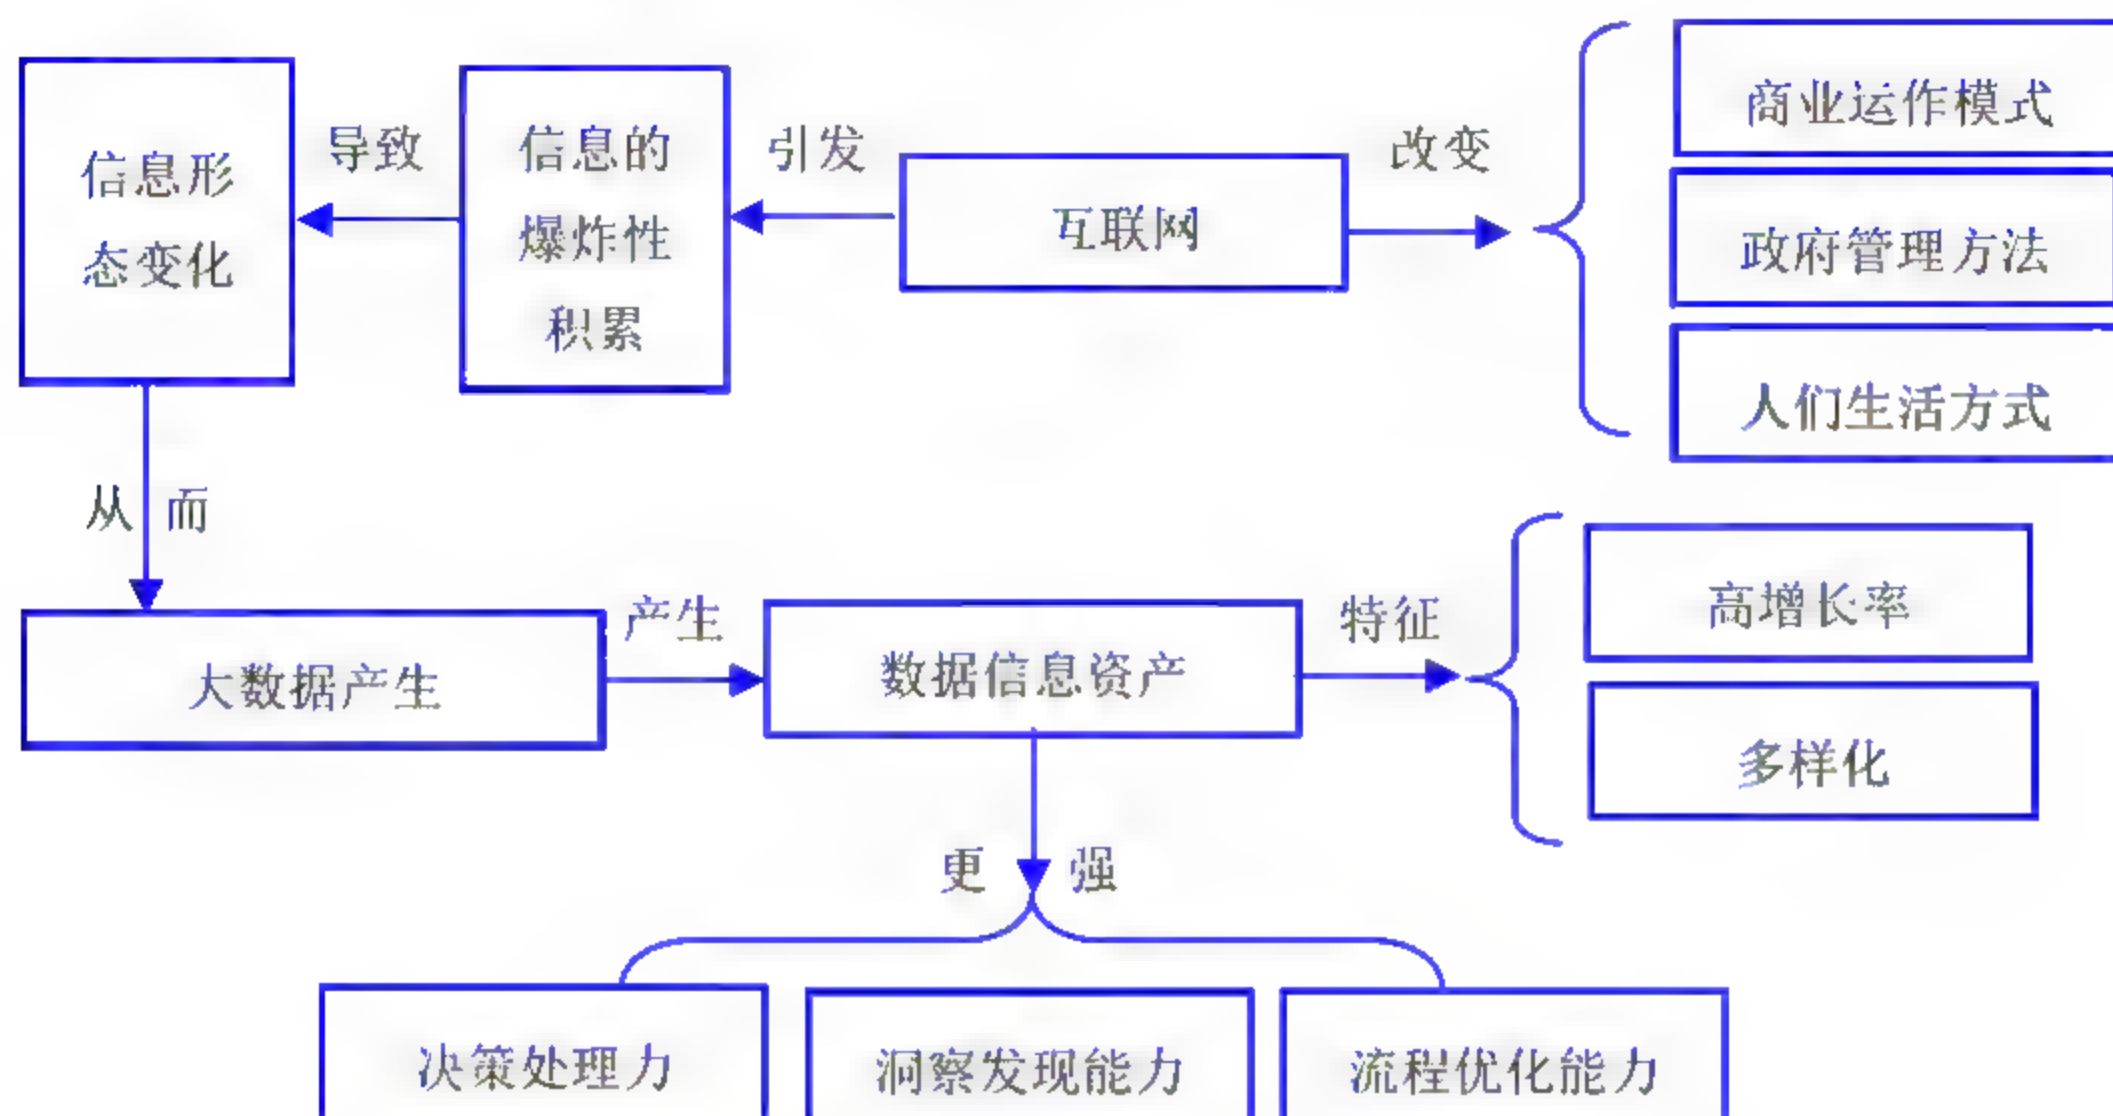 商业运作模式
导致
信息的
引发
改变
信息形
爆炸性
互联网
政府管理方法
态变化
积累
人们生活方式
从 而
产生
特征
高增长率
大数据产生
数据信息资产
多样化
更 强
决策处理力
洞察发现能力
流程优化能力